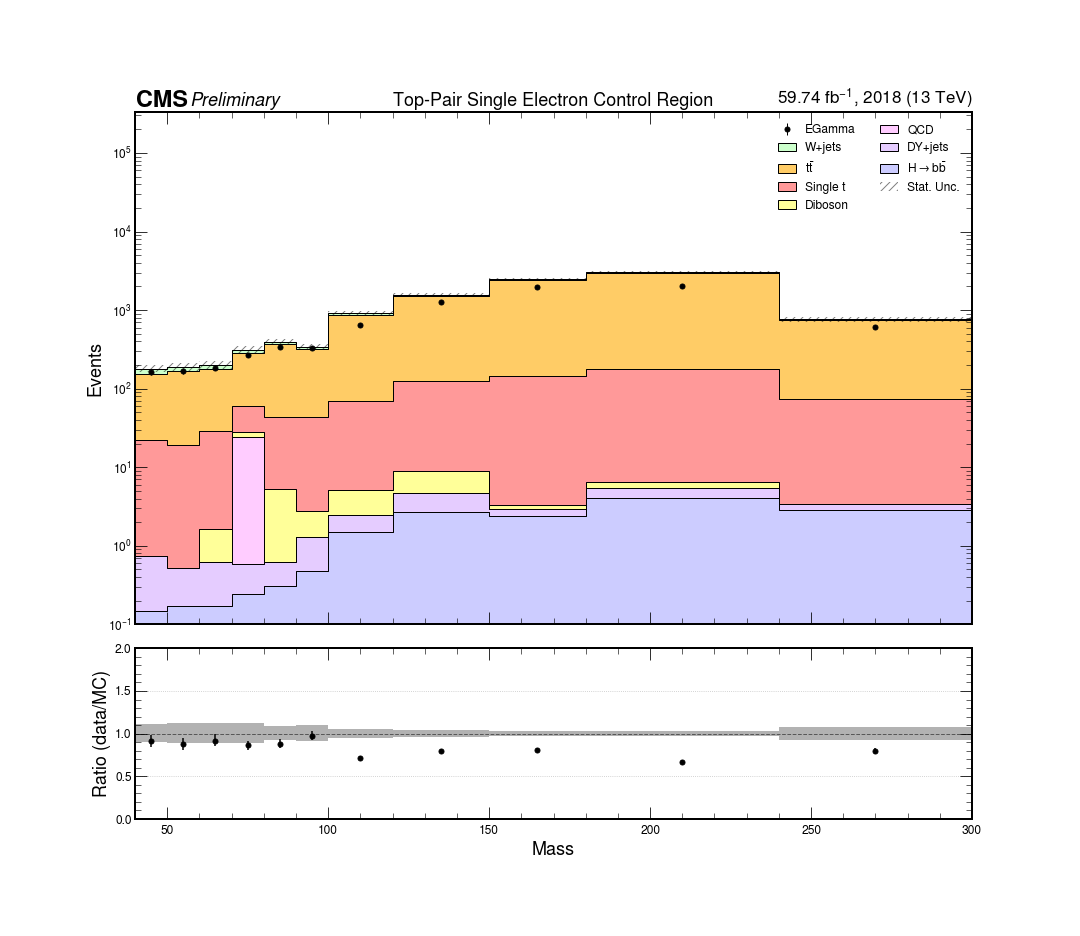 CMS Preliminary Top-Pair Single Electron Control Region 59.74 fb⁻¹, 2018 (13 TeV)
EGamma QCD
W+jets DY+jets
tt̄ H→bb̄
Single t Stat. Unc.
Diboson
10⁵
10⁴
10³
10²
10¹
10⁰
10⁻¹
Events
2.0
1.5
1.0
0.5
0.0
Ratio (data/MC)
50 100 150 200 250 300
Mass